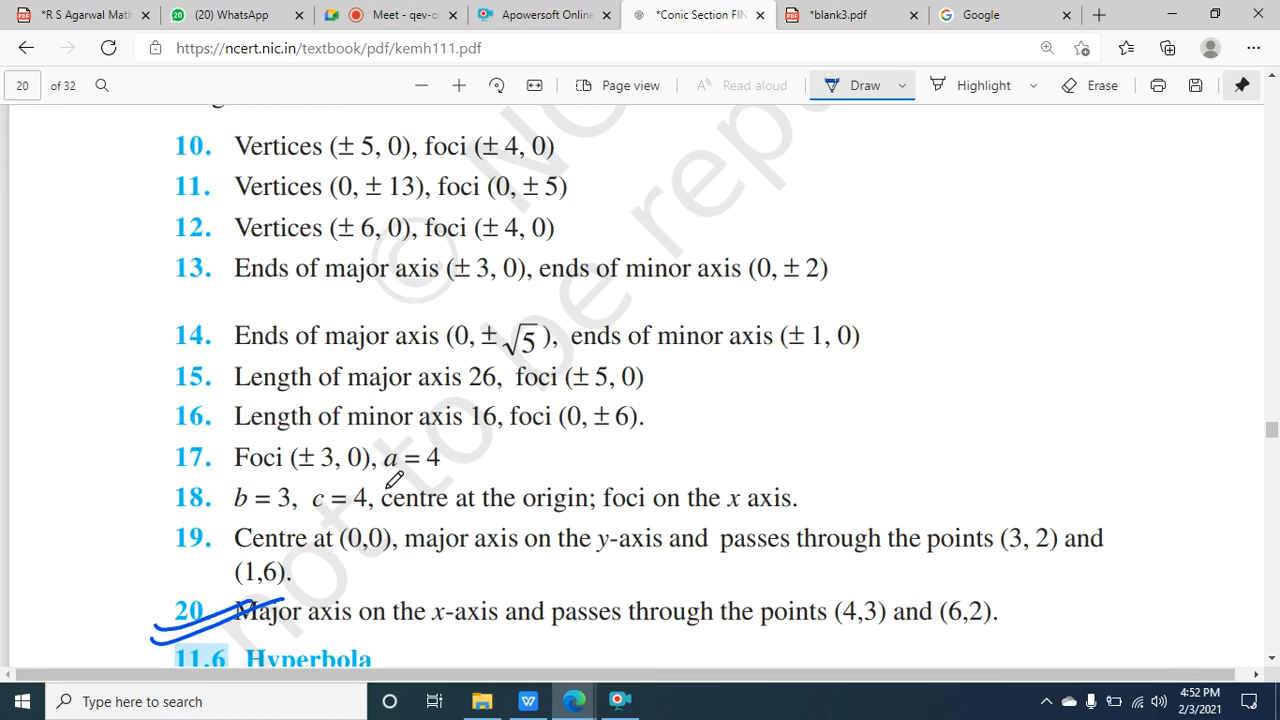 *R S Agarwal Mat
(20) WhatsApp
Meet - qev-o
Apowersoft Online
*Conic Section FIN
*blank3.pdf
Google
https://ncert.nic.in/textbook/pdf/kemh111.pdf
20 of 32
Page view
Read aloud
Draw
Highlight
Erase
10. Vertices (± 5, 0), foci (± 4, 0)
11. Vertices (0, ± 13), foci (0, ± 5)
12. Vertices (± 6, 0), foci (± 4, 0)
13. Ends of major axis (± 3, 0), ends of minor axis (0, ± 2)
14. Ends of major axis (0, ± √5), ends of minor axis (± 1, 0)
15. Length of major axis 26, foci (± 5, 0)
16. Length of minor axis 16, foci (0, ± 6).
17. Foci (± 3, 0), a = 4
18. b = 3, c = 4, centre at the origin; foci on the x axis.
19. Centre at (0,0), major axis on the y-axis and passes through the points (3, 2) and
(1,6).
20. Major axis on the x-axis and passes through the points (4,3) and (6,2).
11.6 Hyperbola
not to be rep
Type here to search
4:52 PM
2/3/2021